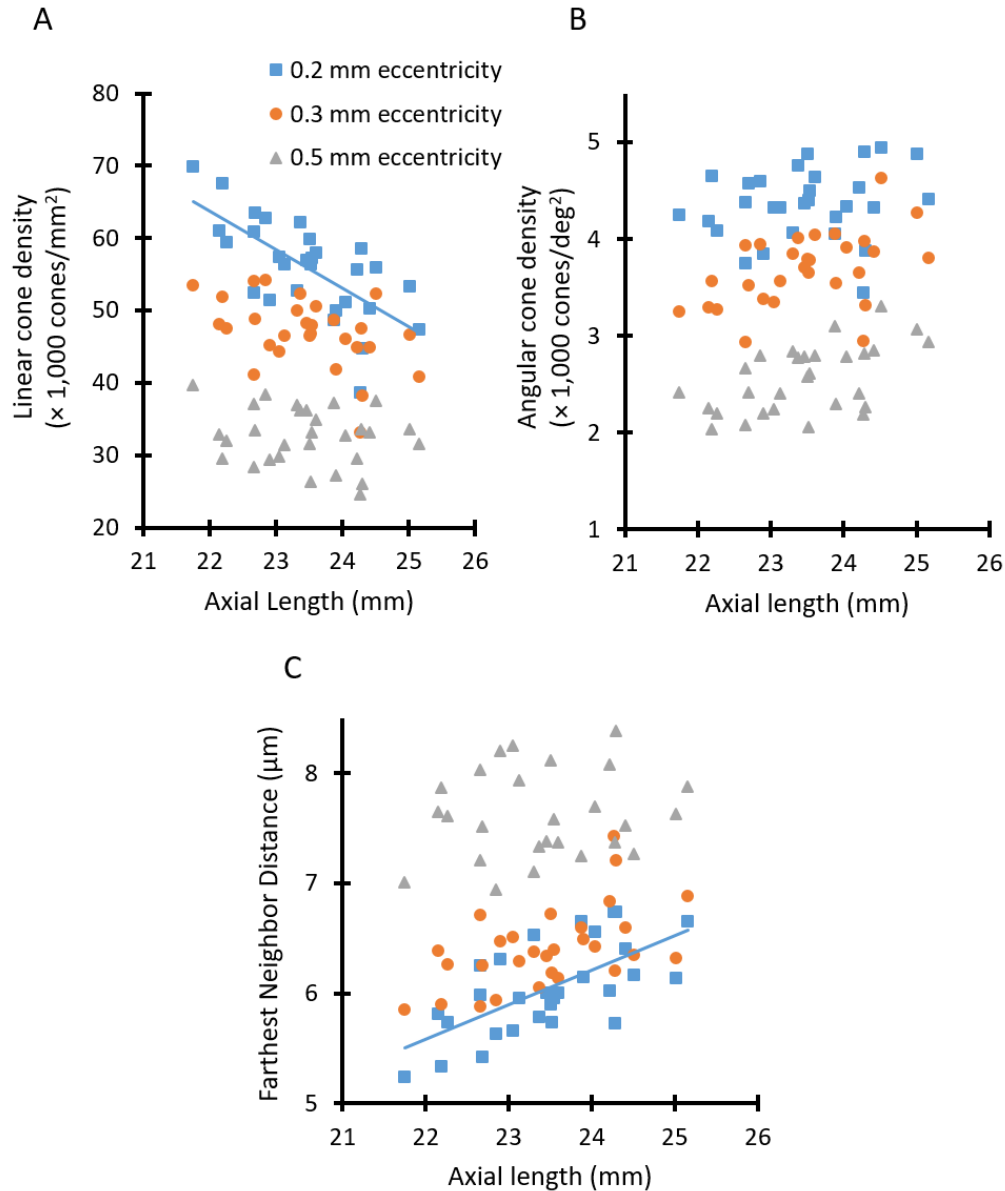 A
0.2 mm eccentricity
0.3 mm eccentricity
0.5 mm eccentricity
Linear cone density
(× 1,000 cones/mm²)
80
70
60
50
40
30
20
21 22 23 24 25 26
Axial Length (mm)
B
Angular cone density
(× 1,000 cones/deg²)
5
4
3
2
1
21 22 23 24 25 26
Axial length (mm)
C
Farthest Neighbor Distance (µm)
8
7
6
5
21 22 23 24 25 26
Axial length (mm)